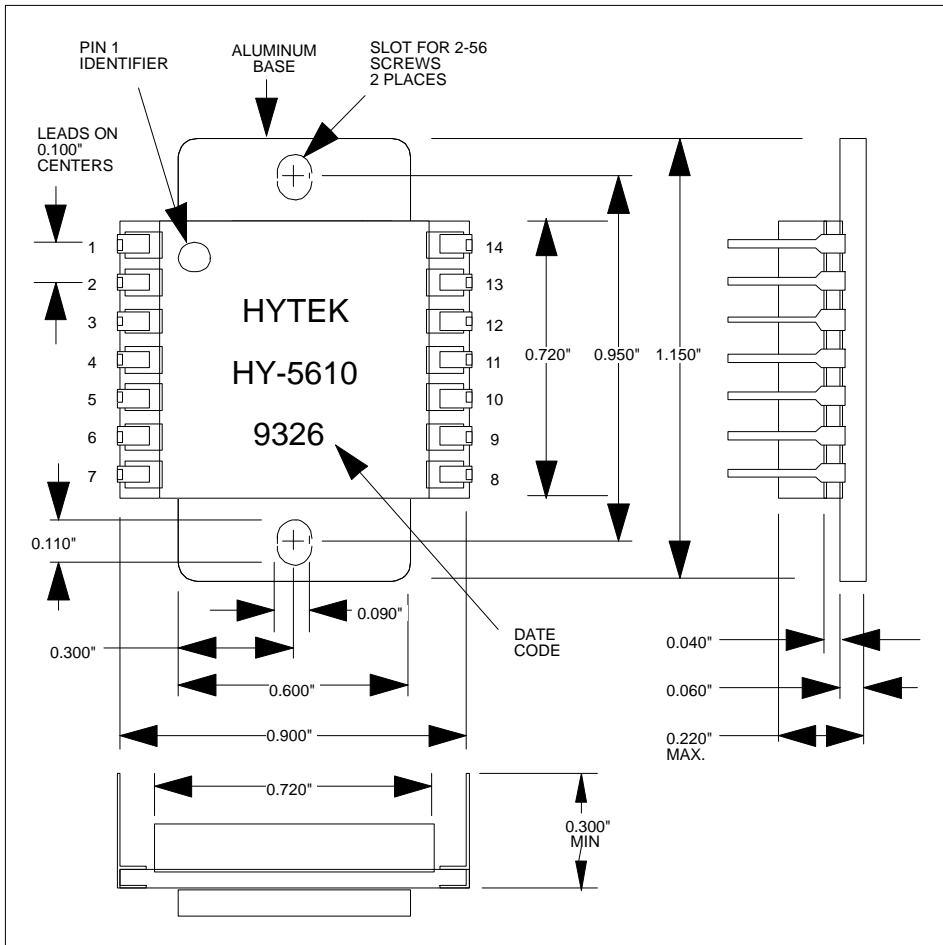 PIN 1
IDENTIFIER
ALUMINUM
BASE
SLOT FOR 2-56
SCREWS
2 PLACES
LEADS ON
0.100"
CENTERS
1
2
3
4
5
6
7
14
13
12
11
10
9
8
HYTEK
HY-5610
9326
0.720"
0.950"
1.150"
0.110"
0.090"
0.300"
0.600"
0.900"
DATE
CODE
0.040"
0.060"
0.220"
MAX.
0.720"
0.300"
MIN